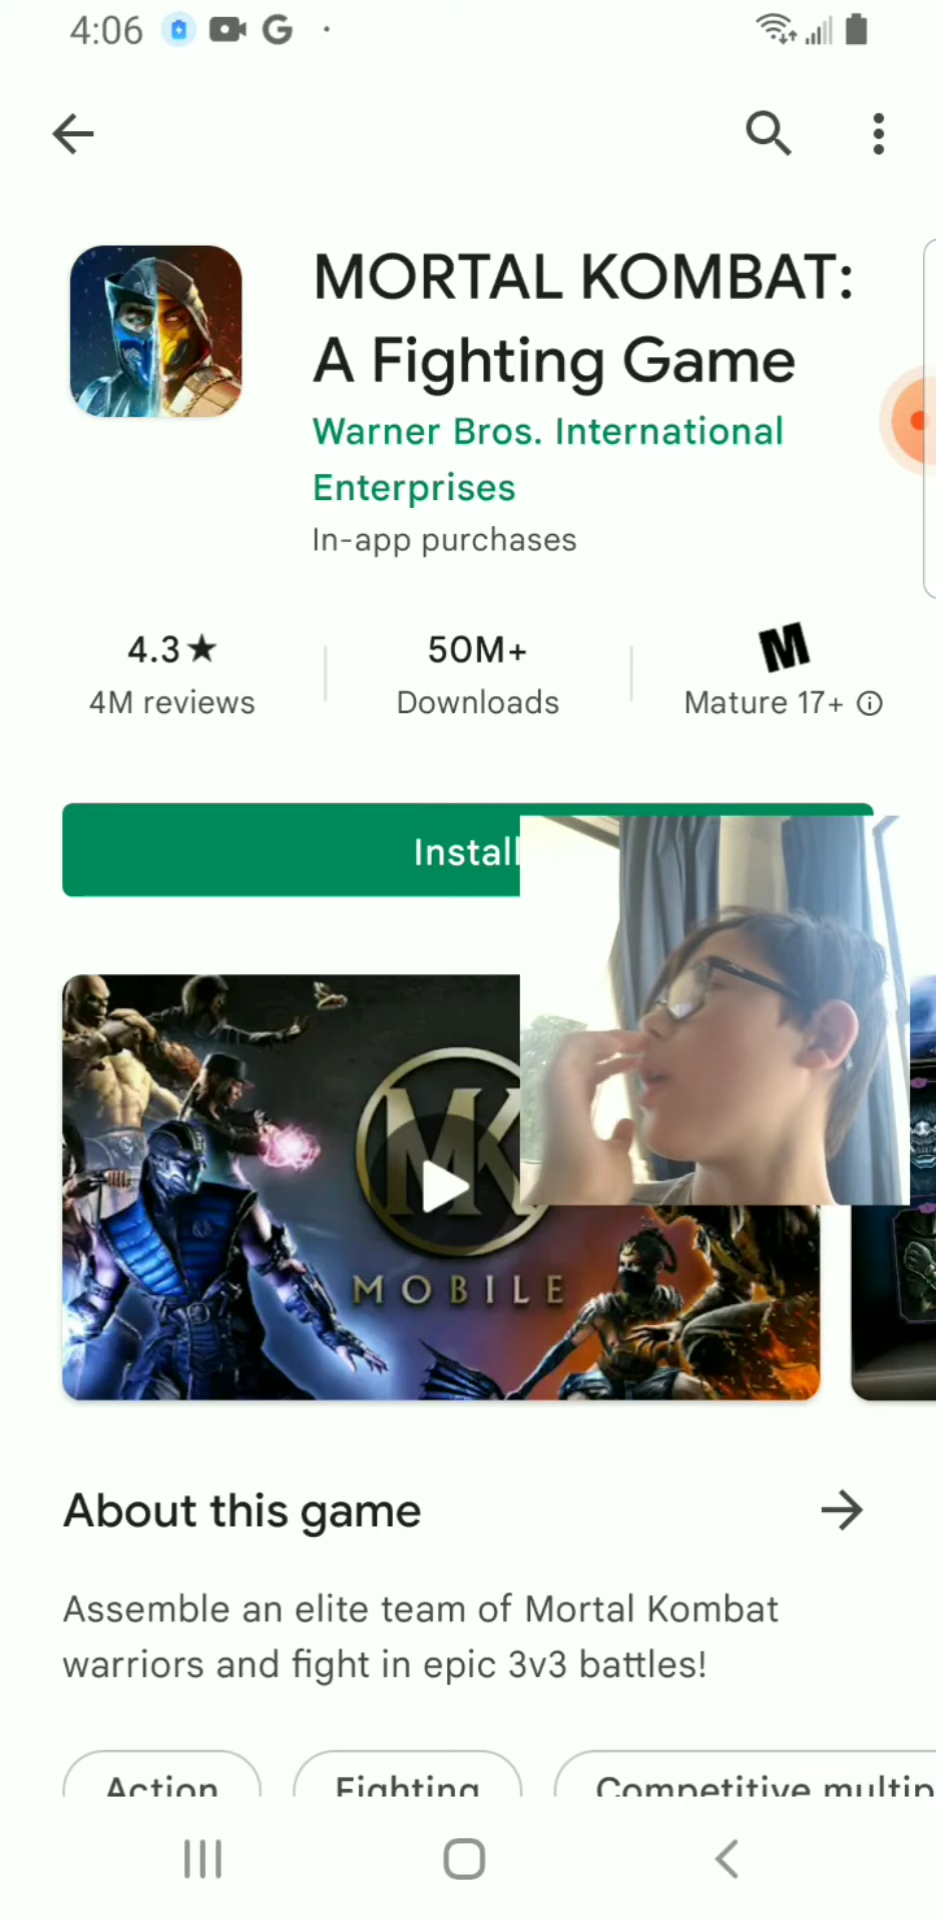 4:06
MORTAL KOMBAT:
A Fighting Game
Warner Bros. International
Enterprises
In-app purchases
4.3★
50M+
M
4M reviews
Downloads
Mature 17+
Install
MK
MOBILE
About this game
Assemble an elite team of Mortal Kombat
warriors and fight in epic 3v3 battles!
Action
Fighting
Competitive multip